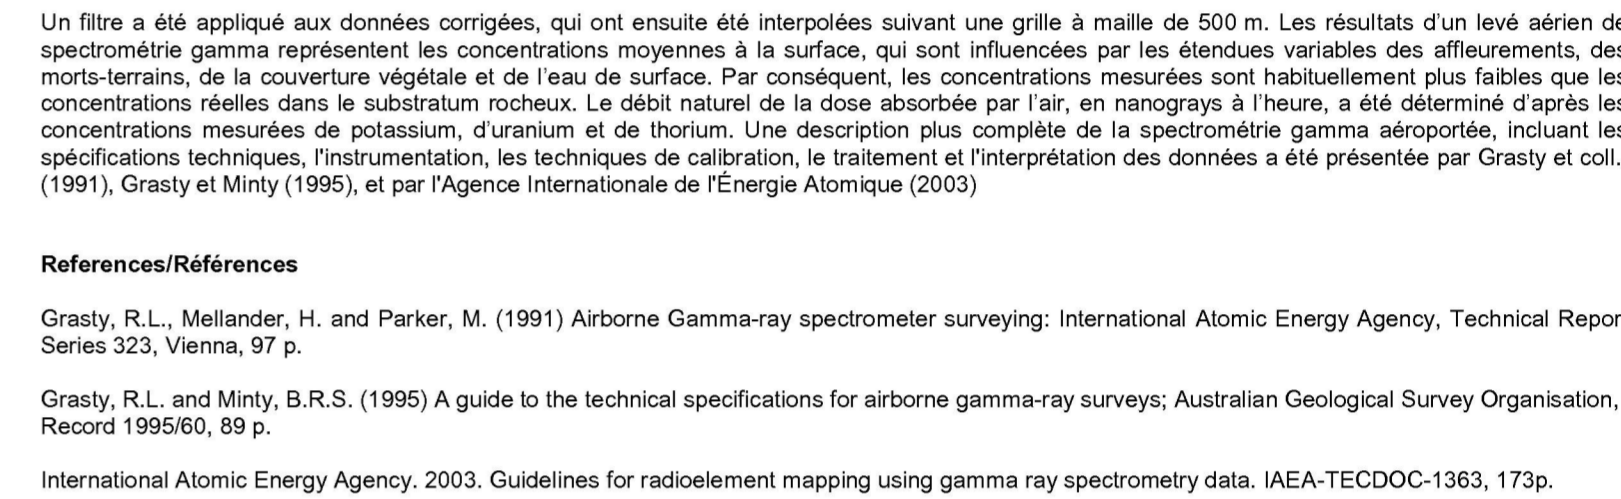 Un filtre a été appliqué aux données corrigées, qui ont ensuite été interpolées suivant une grille à maille de 500 m. Les résultats d'un levé aérien de
spectrométrie gamma représentent les concentrations moyennes à la surface, qui sont influencées par les étendues variables des affleurements, des
morts-terrains, de la couverture végétale et de l'eau de surface. Par conséquent, les concentrations mesurées sont habituellement plus faibles que les
concentrations réelles dans le substratum rocheux. Le débit naturel de la dose absorbée par l'air, en nanograys à l'heure, a été déterminé d'après les
concentrations mesurées de potassium, d'uranium et de thorium. Une description plus complète de la spectrométrie gamma aéroportée, incluant les
spécifications techniques, l'instrumentation, les techniques de calibration, le traitement et l'interprétation des données a été présentée par Grasty et coll.
(1991), Grasty et Minty (1995), et par l'Agence Internationale de l'Énergie Atomique (2003)
References/Références
Grasty, R.L., Mellander, H. and Parker, M. (1991) Airborne Gamma-ray spectrometer surveying: International Atomic Energy Agency, Technical Repor
Series 323, Vienna, 97 p.
Grasty, R.L. and Minty, B.R.S. (1995) A guide to the technical specifications for airborne gamma-ray surveys; Australian Geological Survey Organisation,
Record 1995/60, 89 p.
International Atomic Energy Agency. 2003. Guidelines for radioelement mapping using gamma ray spectrometry data. IAEA-TECDOC-1363, 173p.